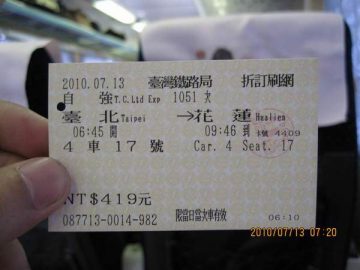 2010.07.13 臺灣鐵路局 折訂刷網
自 強 T.C.Ltd Exp 1051 次
臺 北 Taipei →花 蓮 Hualien
06:45 開 09:46 到 卡號 4409
4 車 17 號 Car. 4 Seat. 17
NT$419元
087713-0014-982 限當日當次車有效 06:10
2010/07/13 07:20